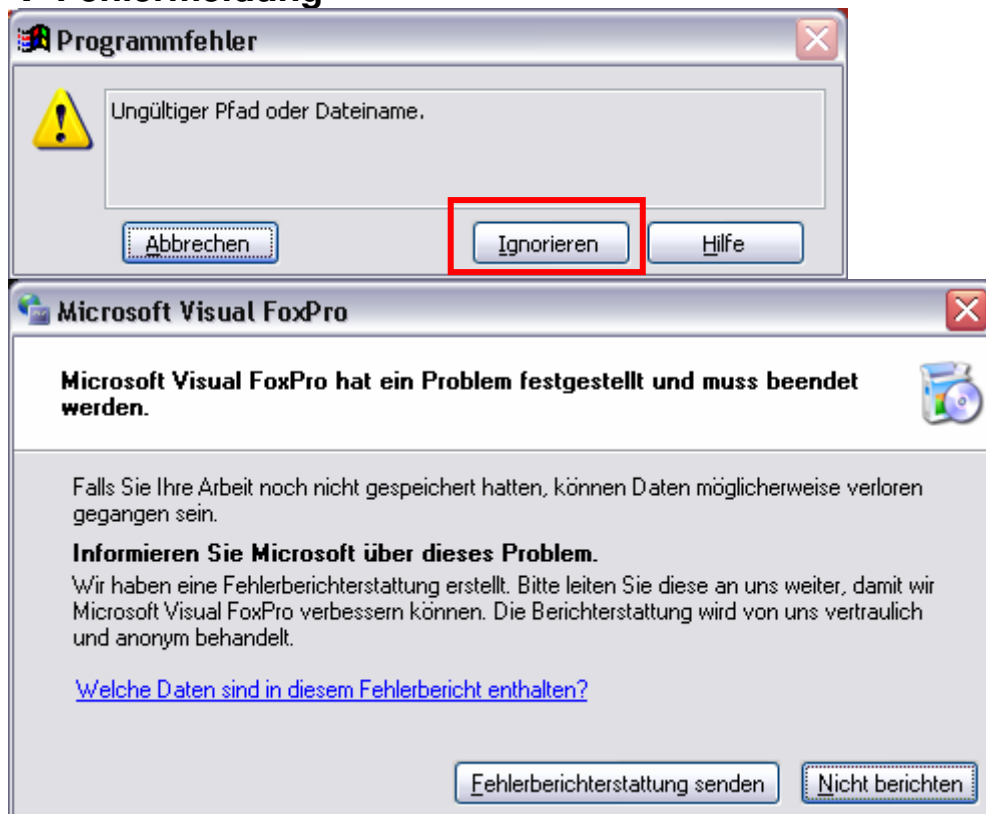 Fehlermeldung
Programmfehler
Ungültiger Pfad oder Dateiname.
Abbrechen Ignorieren Hilfe
Microsoft Visual FoxPro
Microsoft Visual FoxPro hat ein Problem festgestellt und muss beendet
werden.
Falls Sie Ihre Arbeit noch nicht gespeichert hatten, können Daten möglicherweise verloren
gegangen sein.
Informieren Sie Microsoft über dieses Problem.
Wir haben eine Fehlerberichterstattung erstellt. Bitte leiten Sie diese an uns weiter, damit wir
Microsoft Visual FoxPro verbessern können. Die Berichterstattung wird von uns vertraulich
und anonym behandelt.
Welche Daten sind in diesem Fehlerbericht enthalten?
Fehlerberichterstattung senden Nicht berichten